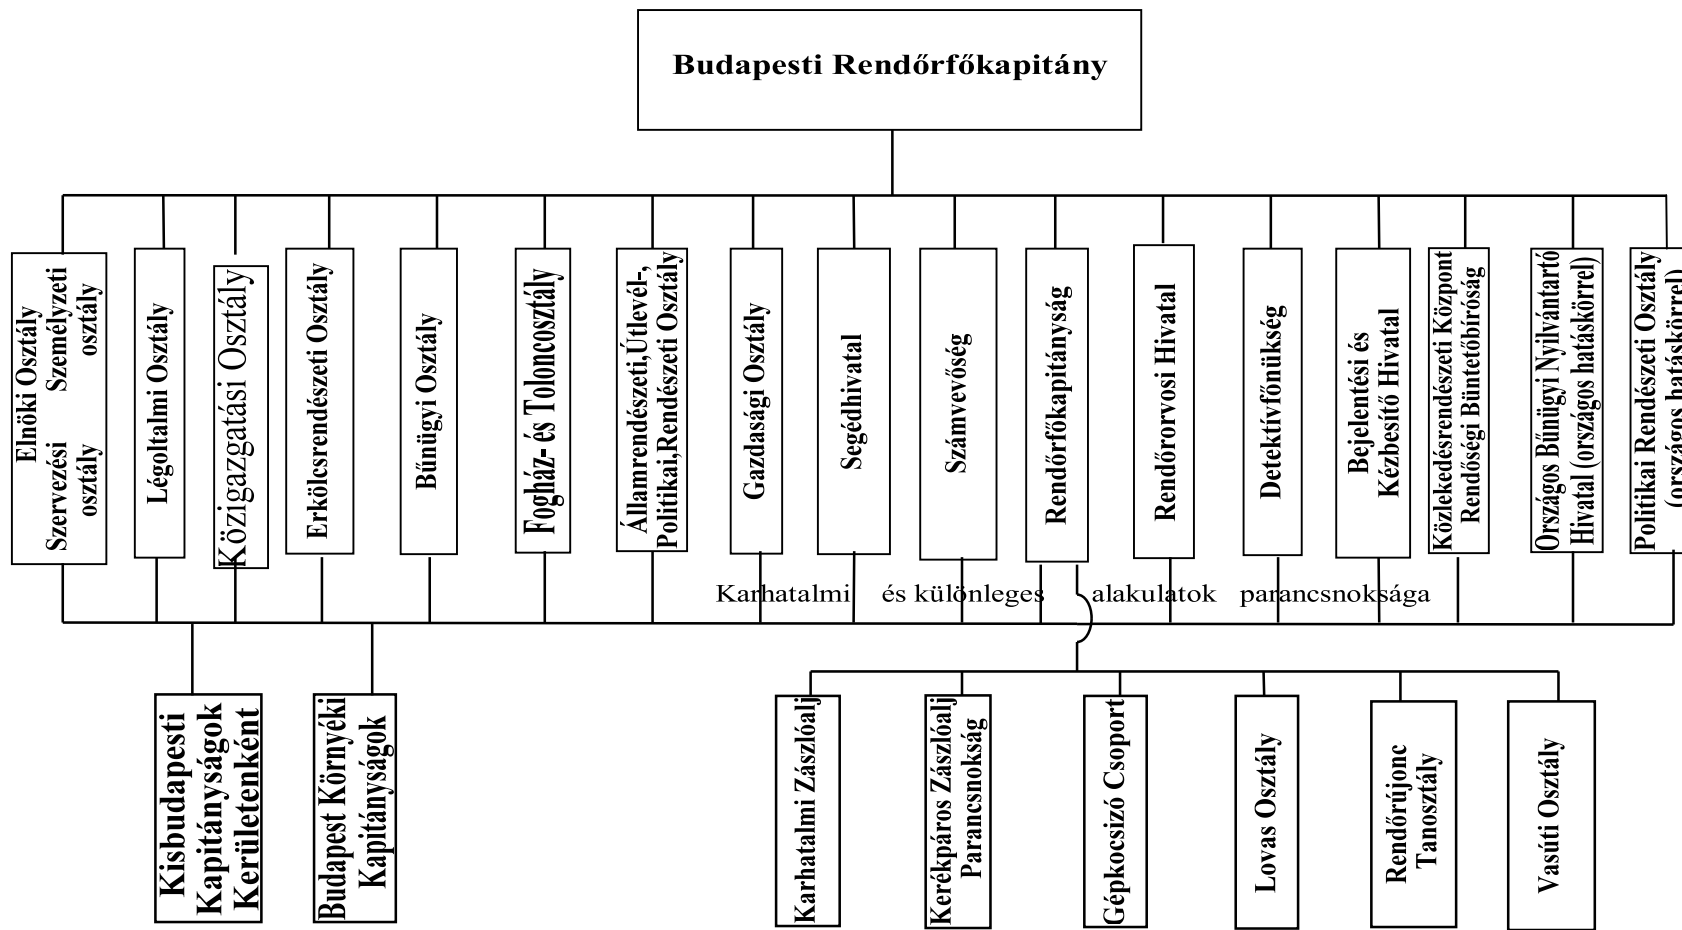 Budapesti Rendőrfőkapitány
Elnöki Osztály
Szervezési Személyzeti
osztály osztály
Légoltalmi Osztály
Közigazgatási Osztály
Erkölcsrendészeti Osztály
Bűnügyi Osztály
Fogház- és Toloncosztály
Államrendészeti,Útlevél-,
Politikai,Rendészeti Osztály
Gazdasági Osztály
Segédhivatal
Számvevőség
Rendőrfőkapitányság
Rendőrorvosi Hivatal
Detektívfőnükség
Bejelentési és
Kézbesítő Hivatal
Közlekedésrendészeti Központ
Rendőségi Büntetőbíróság
Országos Bűnügyi Nyilvántartó
Hivatal (országos hatáskörrel)
Politikai Rendészeti Osztály
(országos hatáskörrel)
Karhatalmi és különleges alakulatok parancsnoksága
Kisbudapesti
Kapitányságok
Kerületenként
Budapest Környéki
Kapitányságok
Karhatalmi Zászlóalj
Kerékpáros Zászlóalj
Parancsnokság
Gépkocsizó Csoport
Lovas Osztály
Rendőrújonc
Tanosztály
Vasúti Osztály